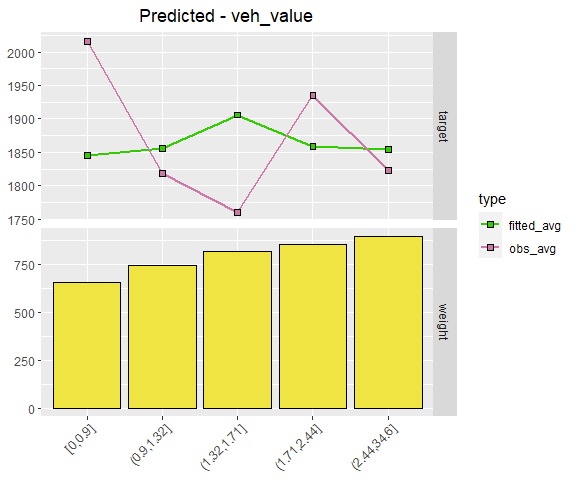 Predicted - veh_value
2000
1950
1900
1850
1800
1750
target
750
500
250
0
weight
[0,0.9]
(0.9,1.32]
(1.32,1.71]
(1.71,2.44]
(2.44,34.6]
type
fitted_avg
obs_avg